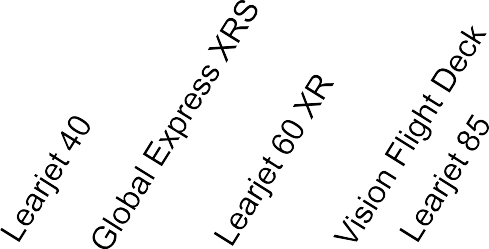 Learjet 40
Global Express XRS
Learjet 60 XR
Vision Flight Deck
Learjet 85